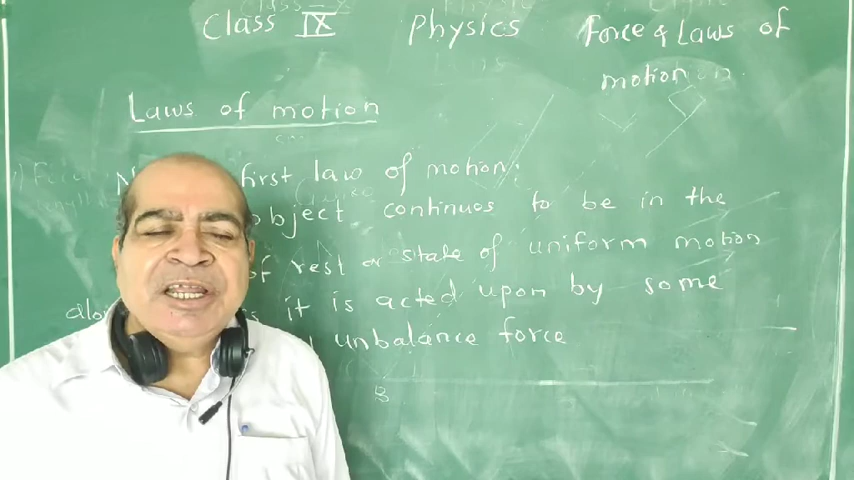 Class IX Physics Force & Laws of
motion
Laws of motion
first law of motion.
object continuos to be in the
of rest or state of uniform motion
it is acted upon by some
unbalance force